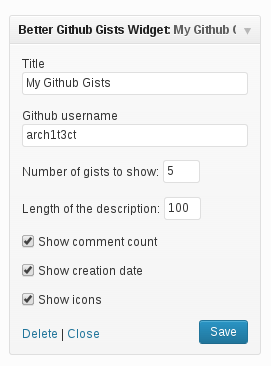 Better Github Gists Widget: My Github
Title
My Github Gists
Github username
arch1t3ct
Number of gists to show: 5
Length of the description: 100
Show comment count
Show creation date
Show icons
Delete | Close Save